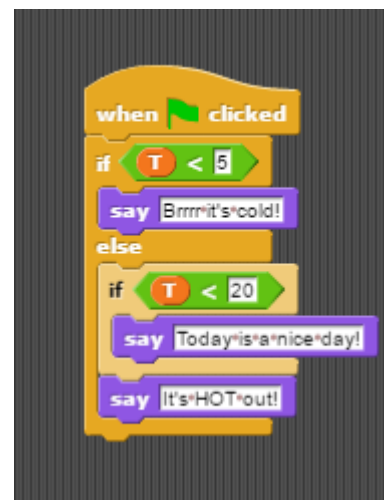 when clicked
if T < 5
say Brrrr it's cold!
else
if T < 20
say Today is a nice day!
say It's HOT out!